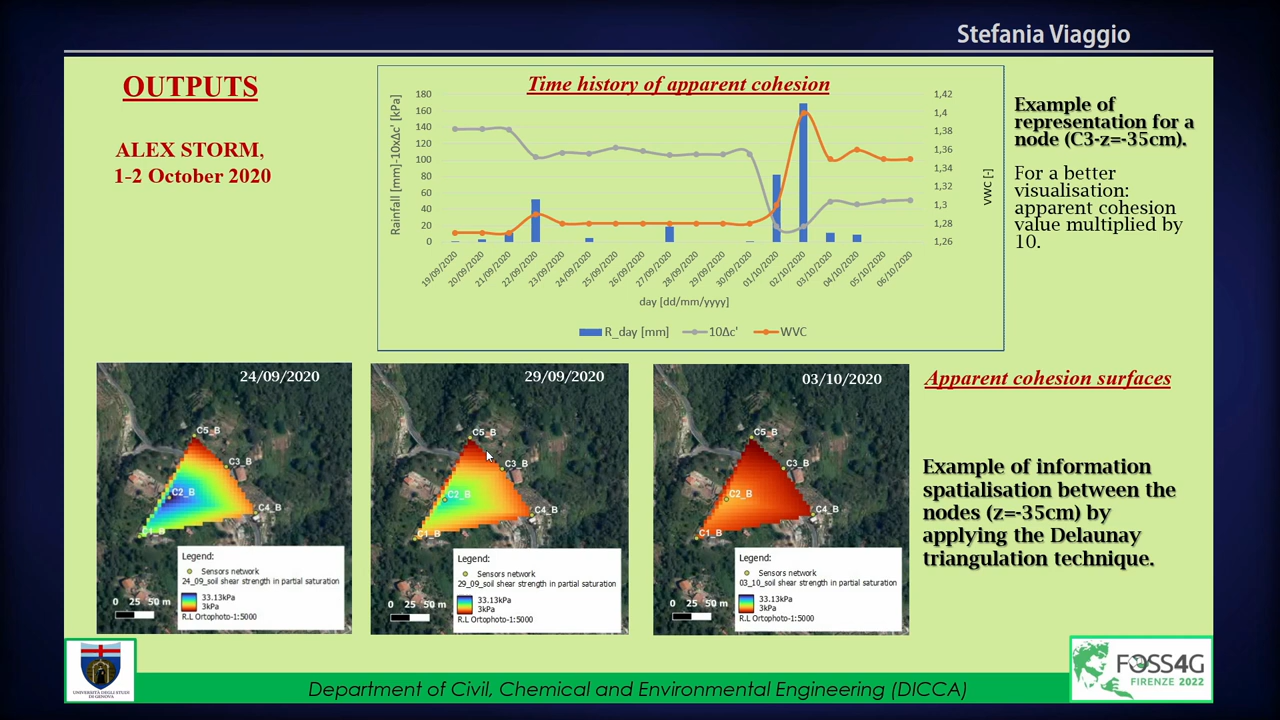 Stefania Viaggio
OUTPUTS
ALEX STORM,
1-2 October 2020
Time history of apparent cohesion
Rainfall [mm]-10xΔc' [kPa]
180
160
140
120
100
80
60
40
20
0
1,42
1,4
1,38
1,36
1,34
1,32
1,3
1,28
1,26
VWC [-]
19/09/2020
20/09/2020
21/09/2020
22/09/2020
23/09/2020
24/09/2020
25/09/2020
26/09/2020
27/09/2020
28/09/2020
29/09/2020
30/09/2020
01/10/2020
02/10/2020
03/10/2020
04/10/2020
05/10/2020
06/10/2020
day [dd/mm/yyyy]
R_day [mm]
10Δc'
WVC
Example of
representation for a
node (C3-z=-35cm).
For a better
visualisation:
apparent cohesion
value multiplied by
10.
24/09/2020
C5_B
C3_B
C2_B
C4_B
C1_B
Legend:
Sensors network
24_09_soil shear strength in partial saturation
33.13kPa
3kPa
R.L Ortophoto-1:5000
0 25 50 m
29/09/2020
C5_B
C3_B
C2_B
C4_B
C1_B
Legend:
Sensors network
29_09_soil shear strength in partial saturation
33.13kPa
3kPa
R.L Ortophoto-1:5000
0 25 50 m
03/10/2020
C5_B
C3_B
C2_B
C4_B
C1_B
Legend:
Sensors network
03_10_soil shear strength in partial saturation
33.13kPa
3kPa
R.L Ortophoto-1:5000
0 25 50 m
Apparent cohesion surfaces
Example of information
spatialisation between the
nodes (z=-35cm) by
applying the Delaunay
triangulation technique.
UNIVERSITÀ DEGLI STUDI
DI GENOVA
Department of Civil, Chemical and Environmental Engineering (DICCA)
FOSS4G
FIRENZE 2022